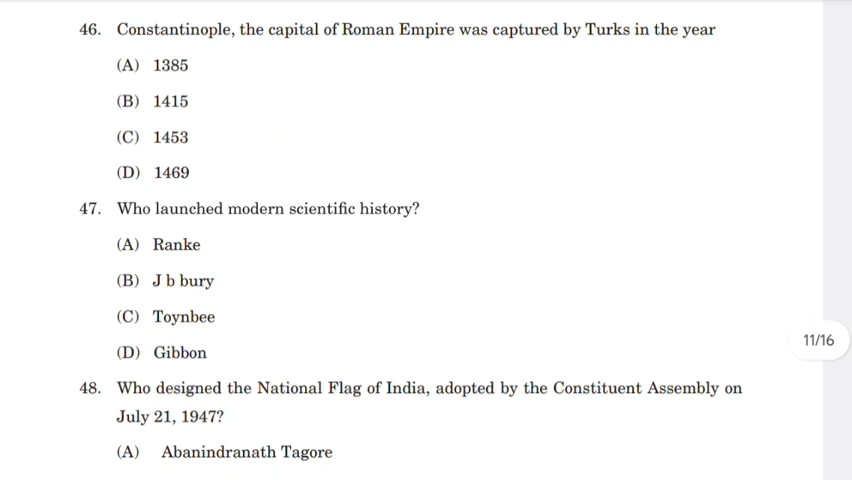 46. Constantinople, the capital of Roman Empire was captured by Turks in the year
(A) 1385
(B) 1415
(C) 1453
(D) 1469
47. Who launched modern scientific history?
(A) Ranke
(B) J b bury
(C) Toynbee
(D) Gibbon
11/16
48. Who designed the National Flag of India, adopted by the Constituent Assembly on
July 21, 1947?
(A) Abanindranath Tagore